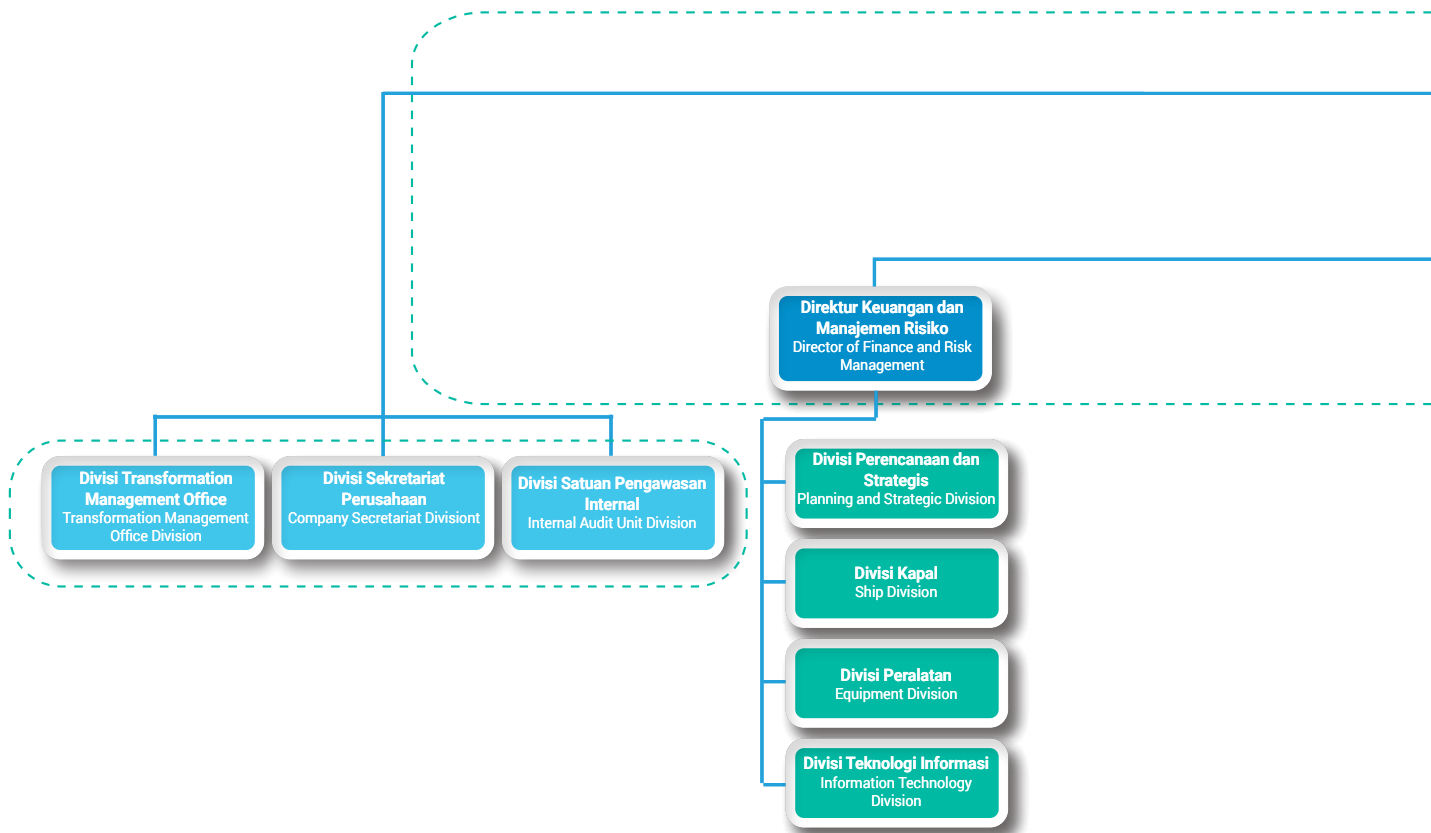 Direktur Keuangan dan
Manajemen Risiko
Director of Finance and Risk
Management
Divisi Transformation
Management Office
Transformation Management
Office Division
Divisi Sekretariat
Perusahaan
Company Secretariat Divisiont
Divisi Satuan Pengawasan
Internal
Internal Audit Unit Division
Divisi Perencanaan dan
Strategis
Planning and Strategic Division
Divisi Kapal
Ship Division
Divisi Peralatan
Equipment Division
Divisi Teknologi Informasi
Information Technology
Division